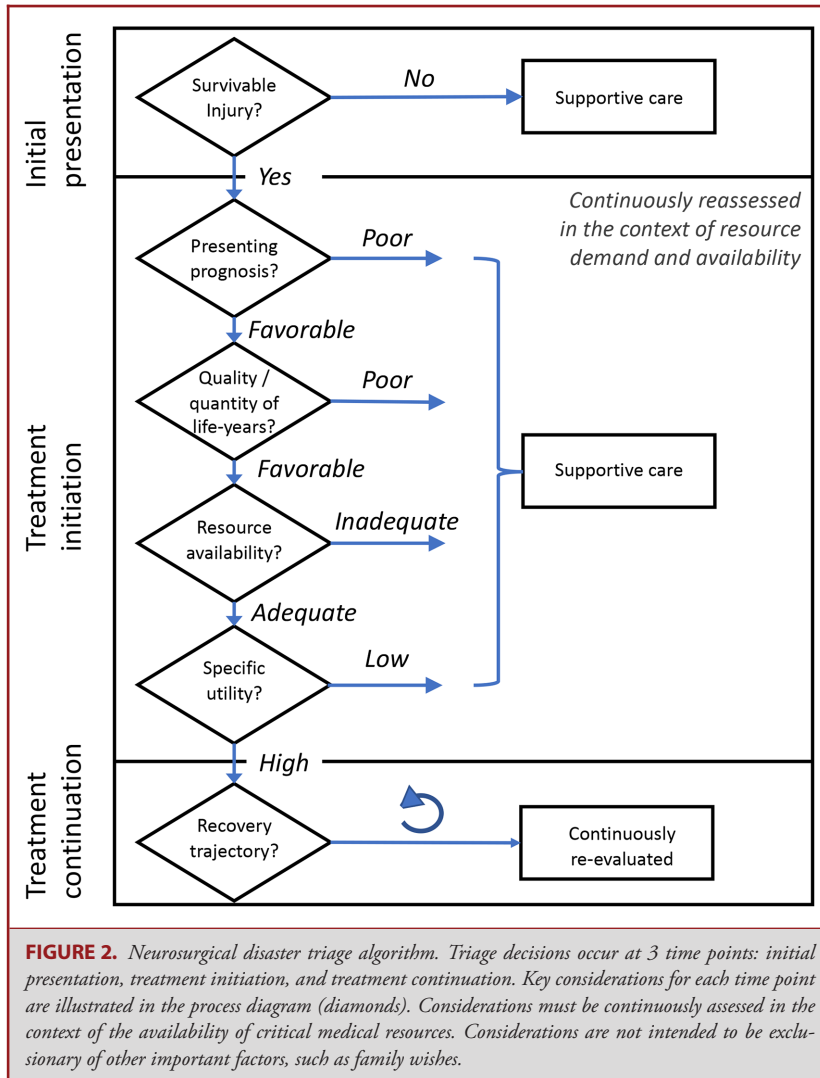 Initial
presentation
Survivable
Injury?
No
Supportive care
Yes
Treatment
initiation
Continuously reassessed
in the context of resource
demand and availability
Presenting
prognosis?
Poor
Favorable
Quality /
quantity of
life-years?
Poor
Favorable
Supportive care
Resource
availability?
Inadequate
Adequate
Specific
utility?
Low
High
Treatment
continuation
Recovery
trajectory?
Continuously
re-evaluated
FIGURE 2. Neurosurgical disaster triage algorithm. Triage decisions occur at 3 time points: initial
presentation, treatment initiation, and treatment continuation. Key considerations for each time point
are illustrated in the process diagram (diamonds). Considerations must be continuously assessed in the
context of the availability of critical medical resources. Considerations are not intended to be exclu-
sionary of other important factors, such as family wishes.